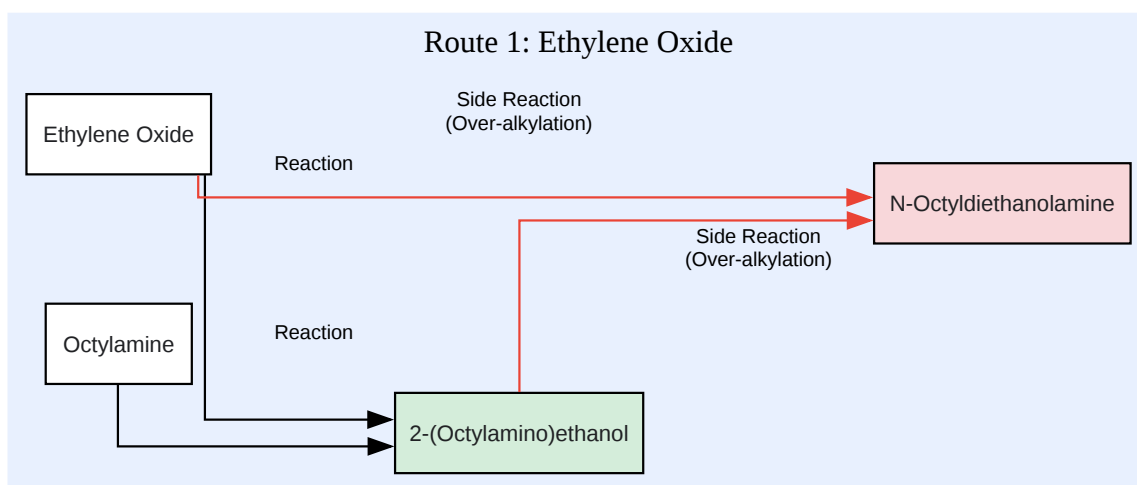 Route 1: Ethylene Oxide
Side Reaction
(Over-alkylation)
Ethylene Oxide
Reaction
N-Octyldiethanolamine
Side Reaction
(Over-alkylation)
Reaction
Octylamine
2-(Octylamino)ethanol